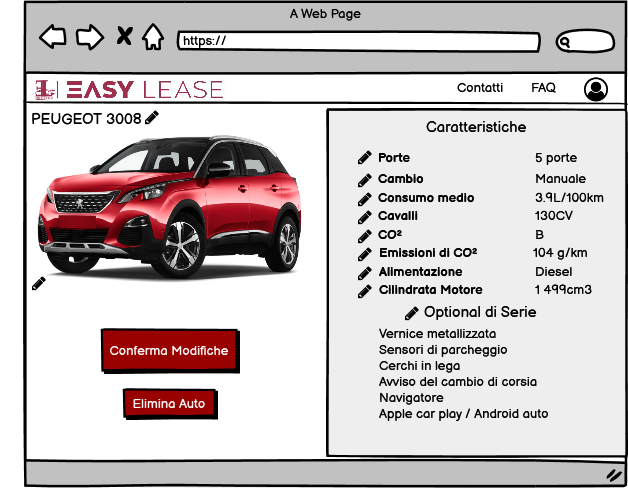 A Web Page
https://
EASY LEASE
Contatti
FAQ
PEUGEOT 3008
Caratteristiche
Porte 5 porte
Cambio Manuale
Consumo medio 3.9L/100km
Cavalli 130CV
CO² B
Emissioni di CO² 104 g/km
Alimentazione Diesel
Cilindrata Motore 1 499cm3
Optional di Serie
Vernice metallizzata
Sensori di parcheggio
Cerchi in lega
Avviso del cambio di corsia
Navigatore
Apple car play / Android auto
Conferma Modifiche
Elimina Auto